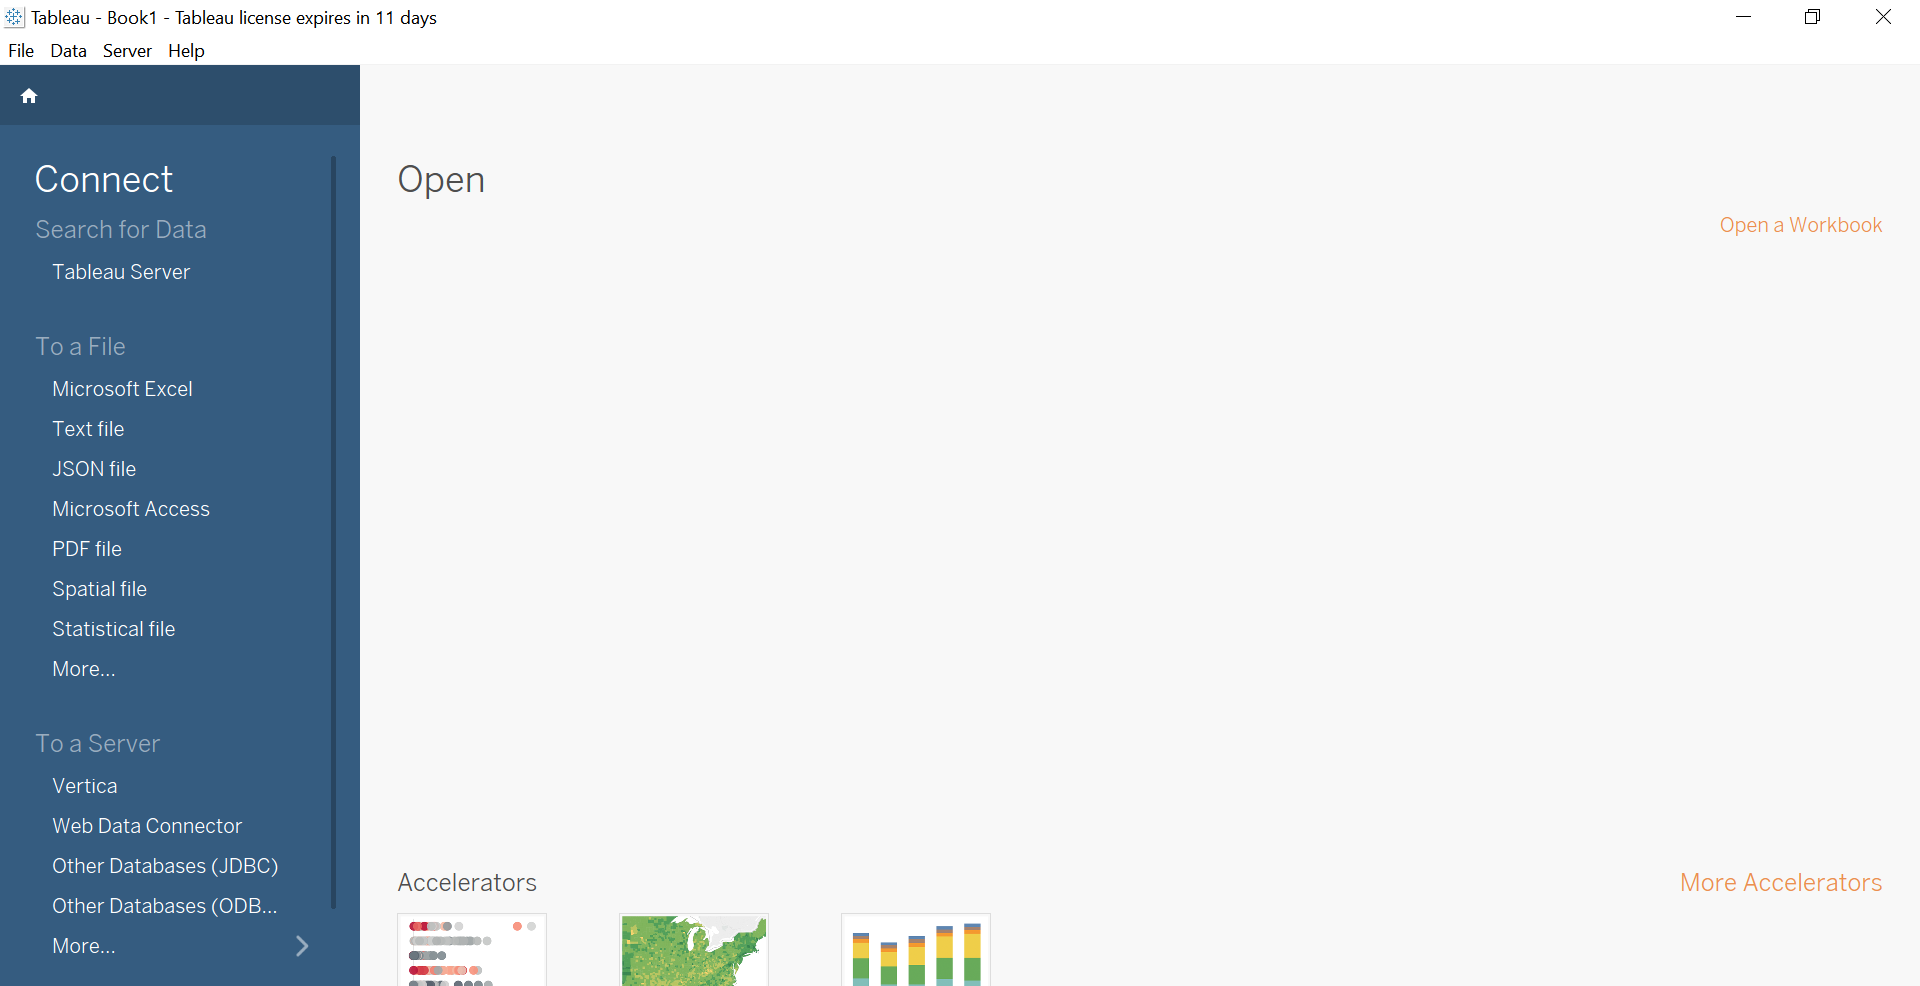 Tableau - Book1 - Tableau license expires in 11 days
File Data Server Help
Connect
Search for Data
Tableau Server
To a File
Microsoft Excel
Text file
JSON file
Microsoft Access
PDF file
Spatial file
Statistical file
More...
To a Server
Vertica
Web Data Connector
Other Databases (JDBC)
Other Databases (ODB...
More...
Open
Open a Workbook
Accelerators
More Accelerators